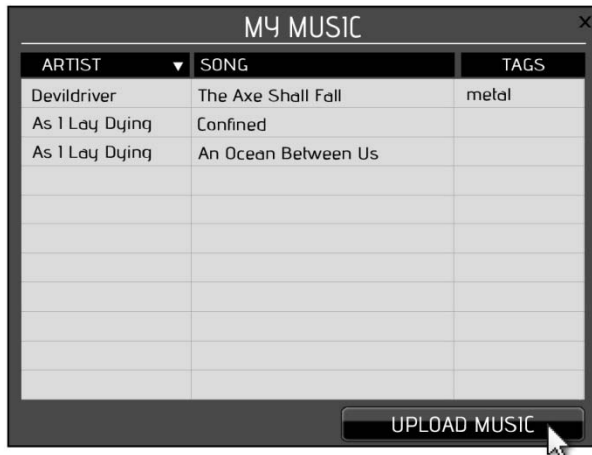 MY MUSIC X
ARTIST ▼ SONG TAGS
Devildriver The Axe Shall Fall metal
As I Lay Dying Confined
As I Lay Dying An Ocean Between Us
UPLOAD MUSIC